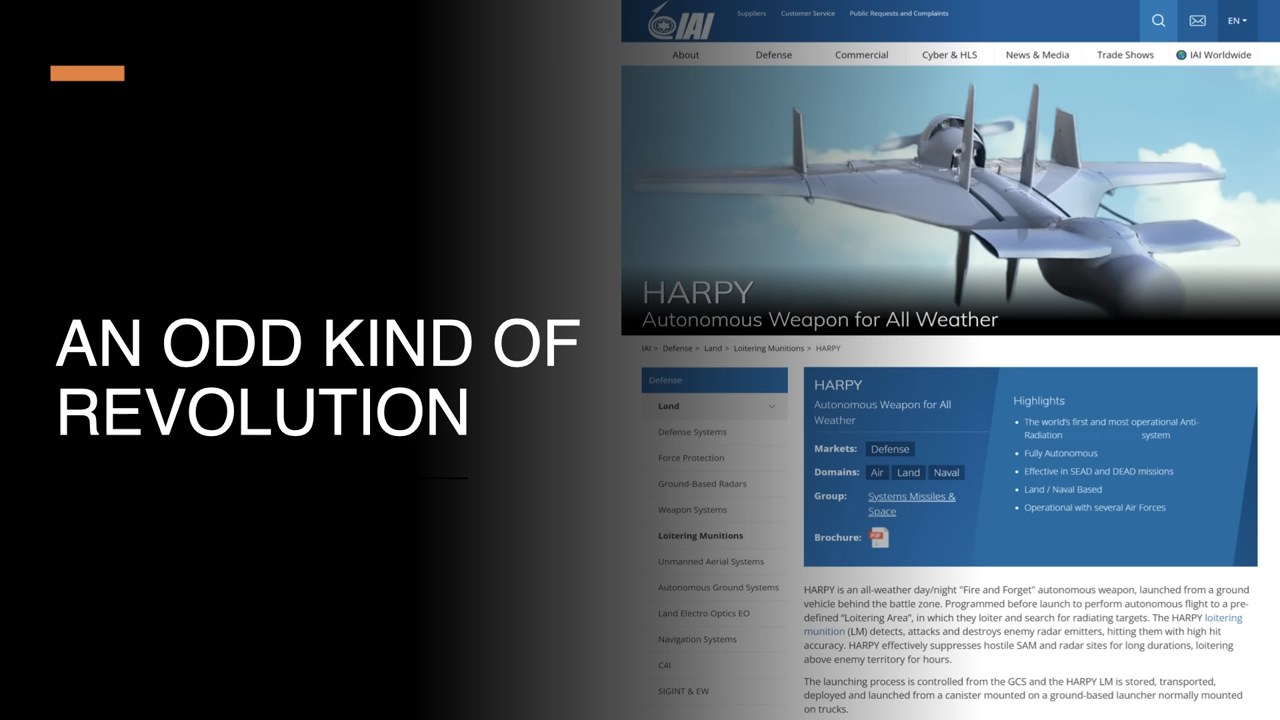 AN ODD KIND OF
REVOLUTION
IAI
Suppliers Customer Service Public Requests and Complaints
EN
About Defense Commercial Cyber & HLS News & Media Trade Shows IAI Worldwide
HARPY
Autonomous Weapon for All Weather
IAI > Defense > Land > Loitering Munitions > HARPY
Defense
Land
Defense Systems
Force Protection
Ground-Based Radars
Weapon Systems
Loitering Munitions
Unmanned Aerial Systems
Autonomous Ground Systems
Land Electro Optics EO
Navigation Systems
C4I
SIGINT & EW
HARPY
Autonomous Weapon for All
Weather
Markets: Defense
Domains: Air Land Naval
Group: Systems Missiles &
Space
Brochure: PDF
Highlights
• The world's first and most operational Anti-
Radiation system
• Fully Autonomous
• Effective in SEAD and DEAD missions
• Land / Naval Based
• Operational with several Air Forces
HARPY is an all-weather day/night "Fire and Forget" autonomous weapon, launched from a ground
vehicle behind the battle zone. Programmed before launch to perform autonomous flight to a pre-
defined “Loitering Area”, in which they loiter and search for radiating targets. The HARPY loitering
munition (LM) detects, attacks and destroys enemy radar emitters, hitting them with high hit
accuracy. HARPY effectively suppresses hostile SAM and radar sites for long durations, loitering
above enemy territory for hours.
The launching process is controlled from the GCS and the HARPY LM is stored, transported,
deployed and launched from a canister mounted on a ground-based launcher normally mounted
on trucks.